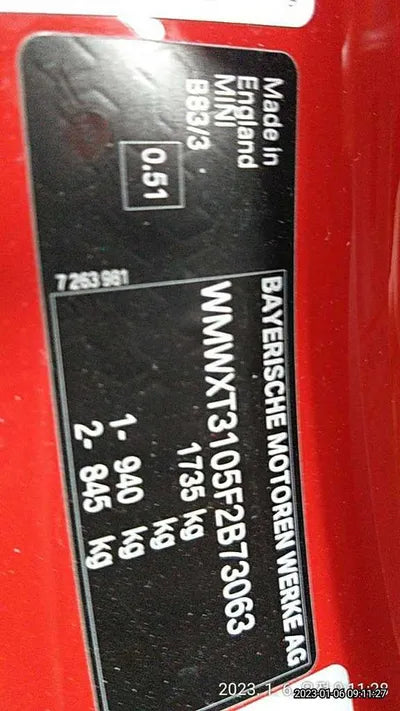 Made in
England
MINI
B83/3
0.51
7 263 981
BAYERISCHE MOTOREN WERKE AG
WMWXT3105F2B73063
1735 kg
kg
1- 940 kg
2- 845 kg
2023-01-06 09:11:27